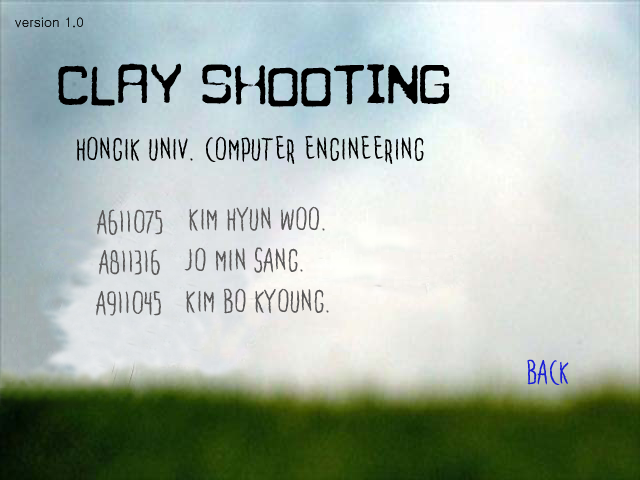 version 1.0
CLAY SHOOTING
HONGIK UNIV. COMPUTER ENGINEERING
A611075 KIM HYUN WOO.
A811316 JO MIN SANG.
A911045 KIM BO KYOUNG.
BACK